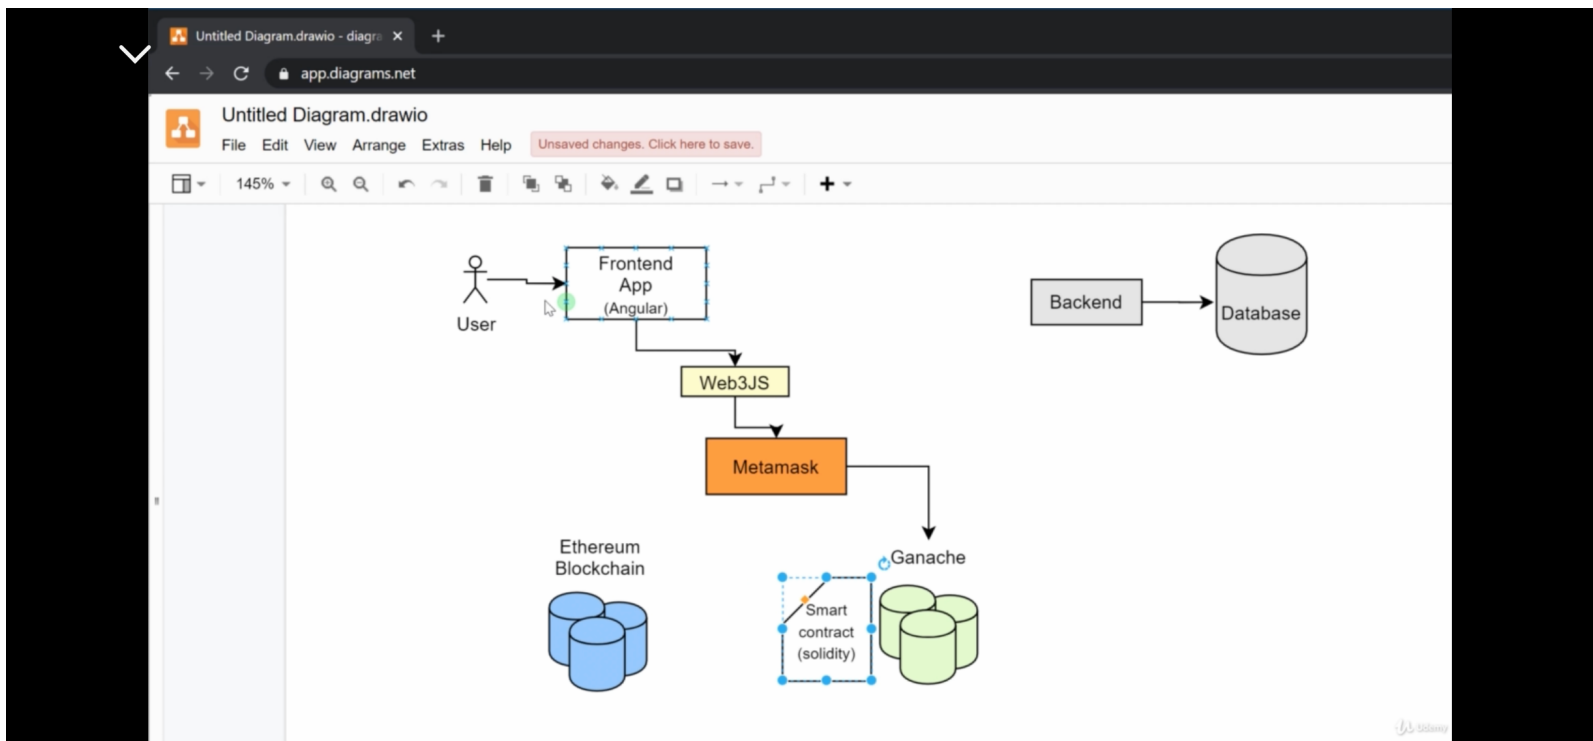 Untitled Diagram.drawio - diagra
app.diagrams.net
Untitled Diagram.drawio
File Edit View Arrange Extras Help Unsaved changes. Click here to save.
145%
Frontend
App
(Angular)
User
Backend
Database
Web3JS
Metamask
Ethereum
Blockchain
Ganache
Smart
contract
(solidity)
Udemy